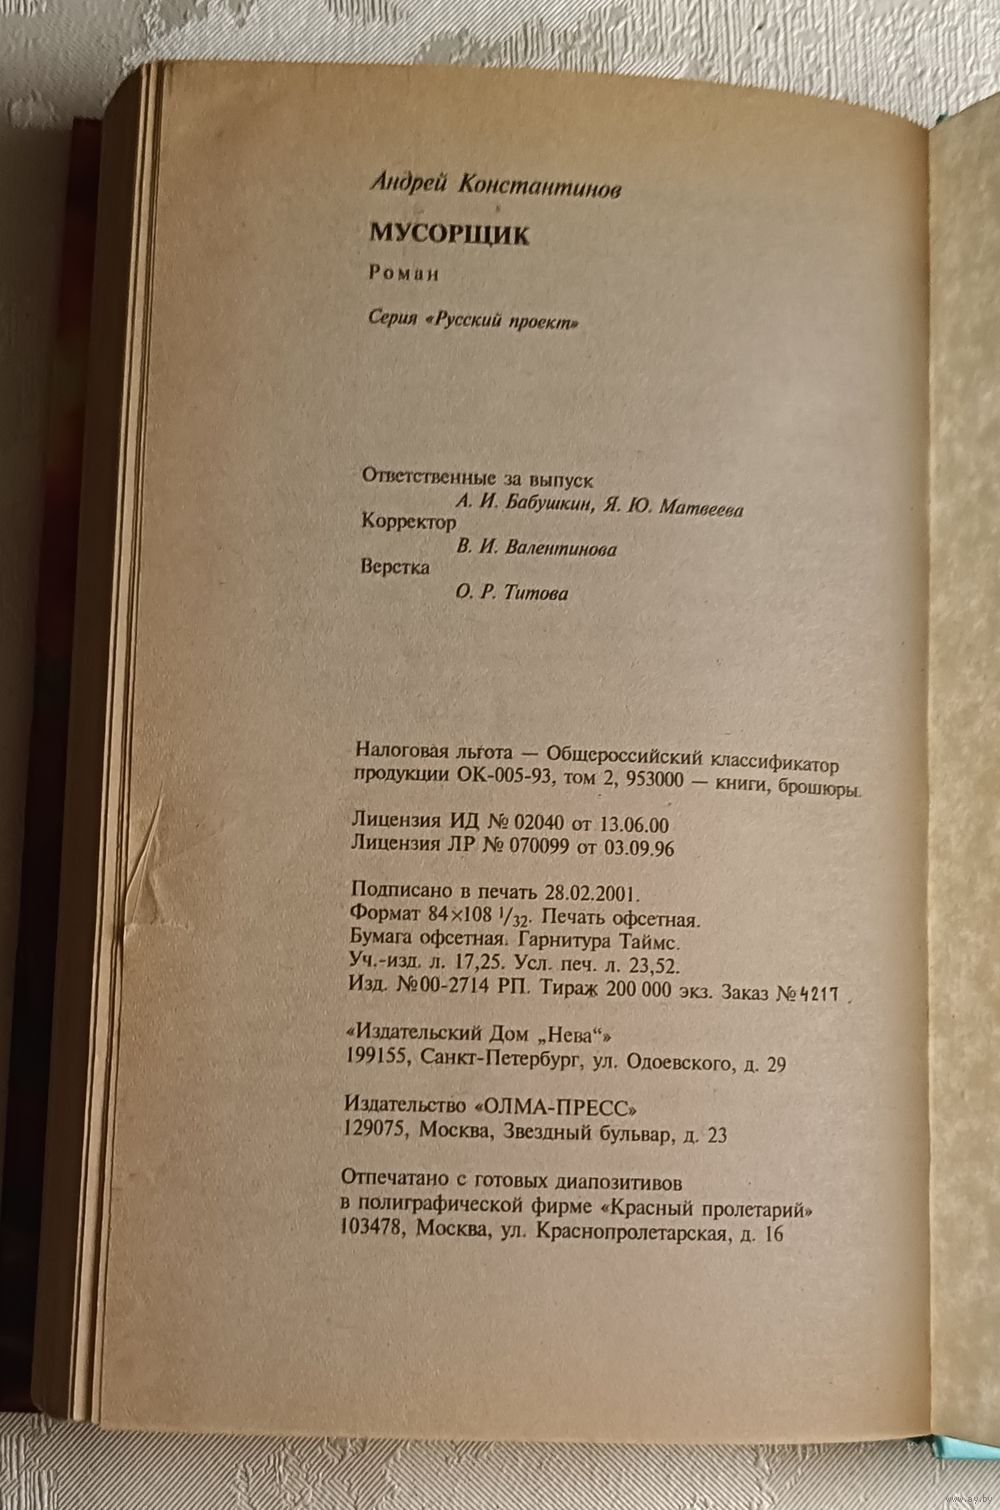 Андрей Константинов
МУСОРЩИК
Роман
Серия «Русский проект»
Ответственные за выпуск
А. И. Бабушкин, Я. Ю. Матвеева
Корректор
В. И. Валентинова
Верстка
О. Р. Титова
Налоговая льгота — Общероссийский классификатор
продукции ОК-005-93, том 2, 953000 — книги, брошюры.
Лицензия ИД № 02040 от 13.06.00
Лицензия ЛР № 070099 от 03.09.96
Подписано в печать 28.02.2001.
Формат 84×108 1/32. Печать офсетная.
Бумага офсетная. Гарнитура Таймс.
Уч.-изд. л. 17,25. Усл. печ. л. 23,52.
Изд. №00-2714 РП. Тираж 200 000 экз. Заказ №4217.
«Издательский Дом „Нева“»
199155, Санкт-Петербург, ул. Одоевского, д. 29
Издательство «ОЛМА-ПРЕСС»
129075, Москва, Звездный бульвар, д. 23
Отпечатано с готовых диапозитивов
в полиграфической фирме «Красный пролетарий»
103478, Москва, ул. Краснопролетарская, д. 16
www.ay.by